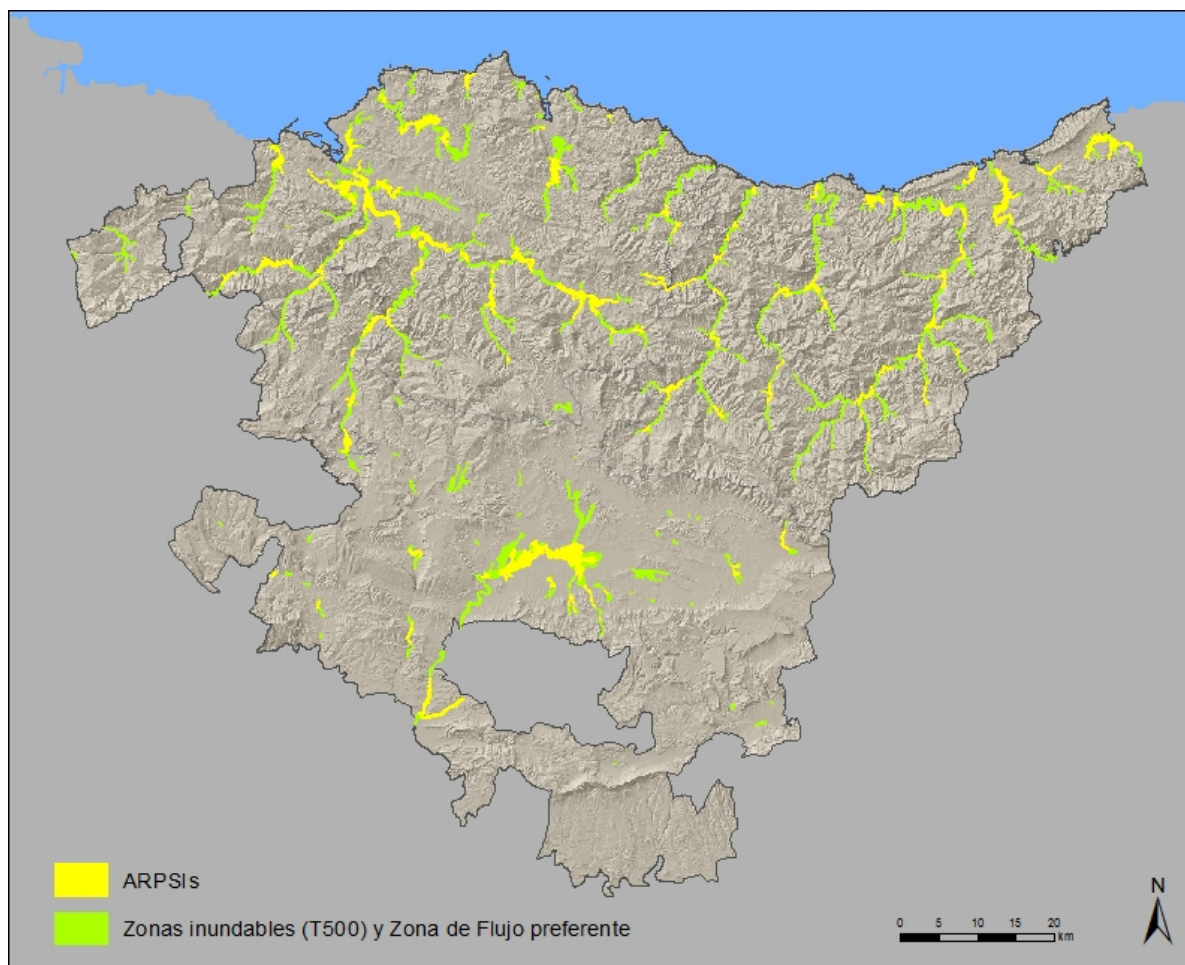 ARPSIs
Zonas inundables (T500) y Zona de Flujo preferente
0 5 10 15 20
km
N